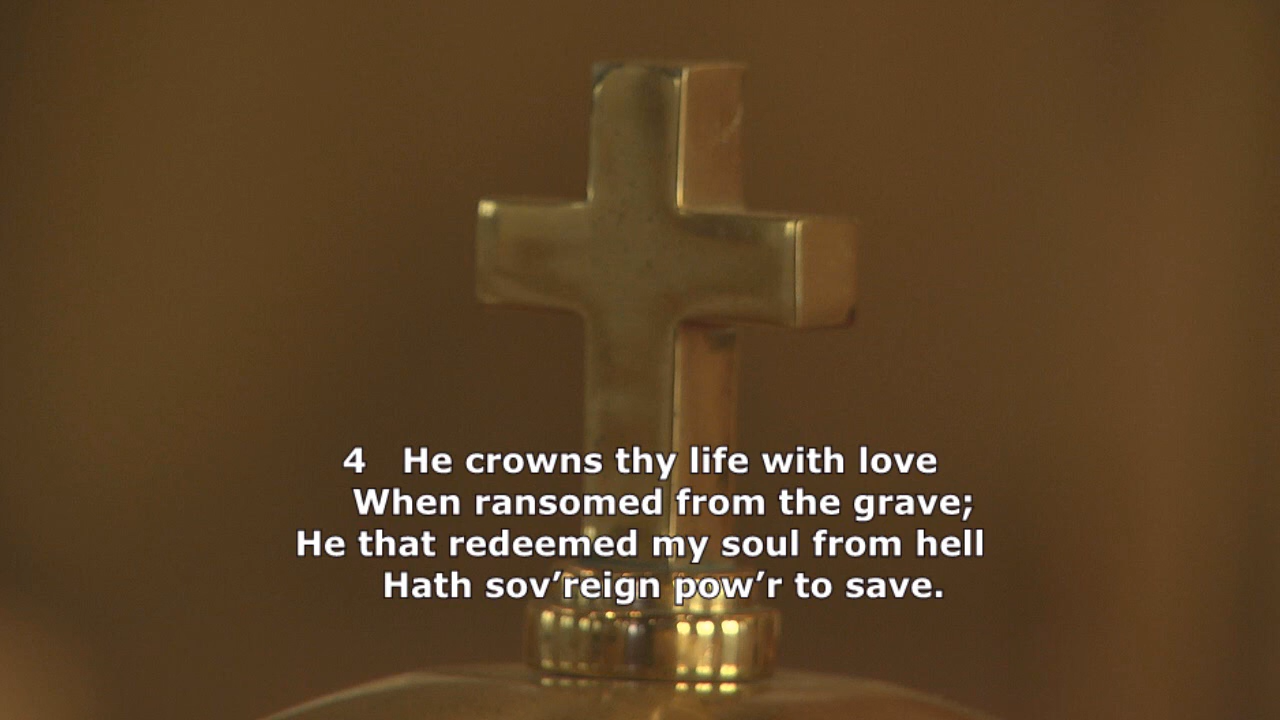 4 He crowns thy life with love
When ransomed from the grave;
He that redeemed my soul from hell
Hath sov’reign pow’r to save.